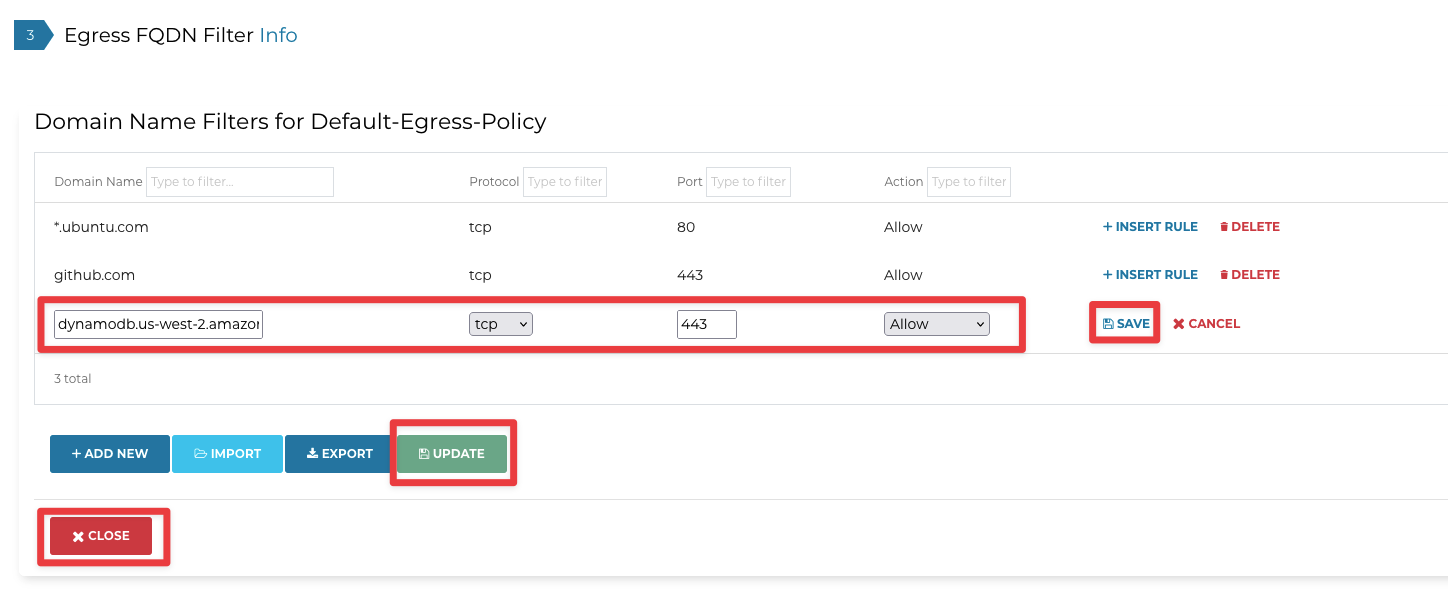 3 Egress FQDN Filter Info
Domain Name Filters for Default-Egress-Policy
Domain Name Type to filter... Protocol Type to filter Port Type to filter Action Type to filter
*.ubuntu.com tcp 80 Allow + INSERT RULE DELETE
github.com tcp 443 Allow + INSERT RULE DELETE
dynamodb.us-west-2.amazon tcp 443 Allow SAVE CANCEL
3 total
+ ADD NEW IMPORT EXPORT UPDATE
CLOSE